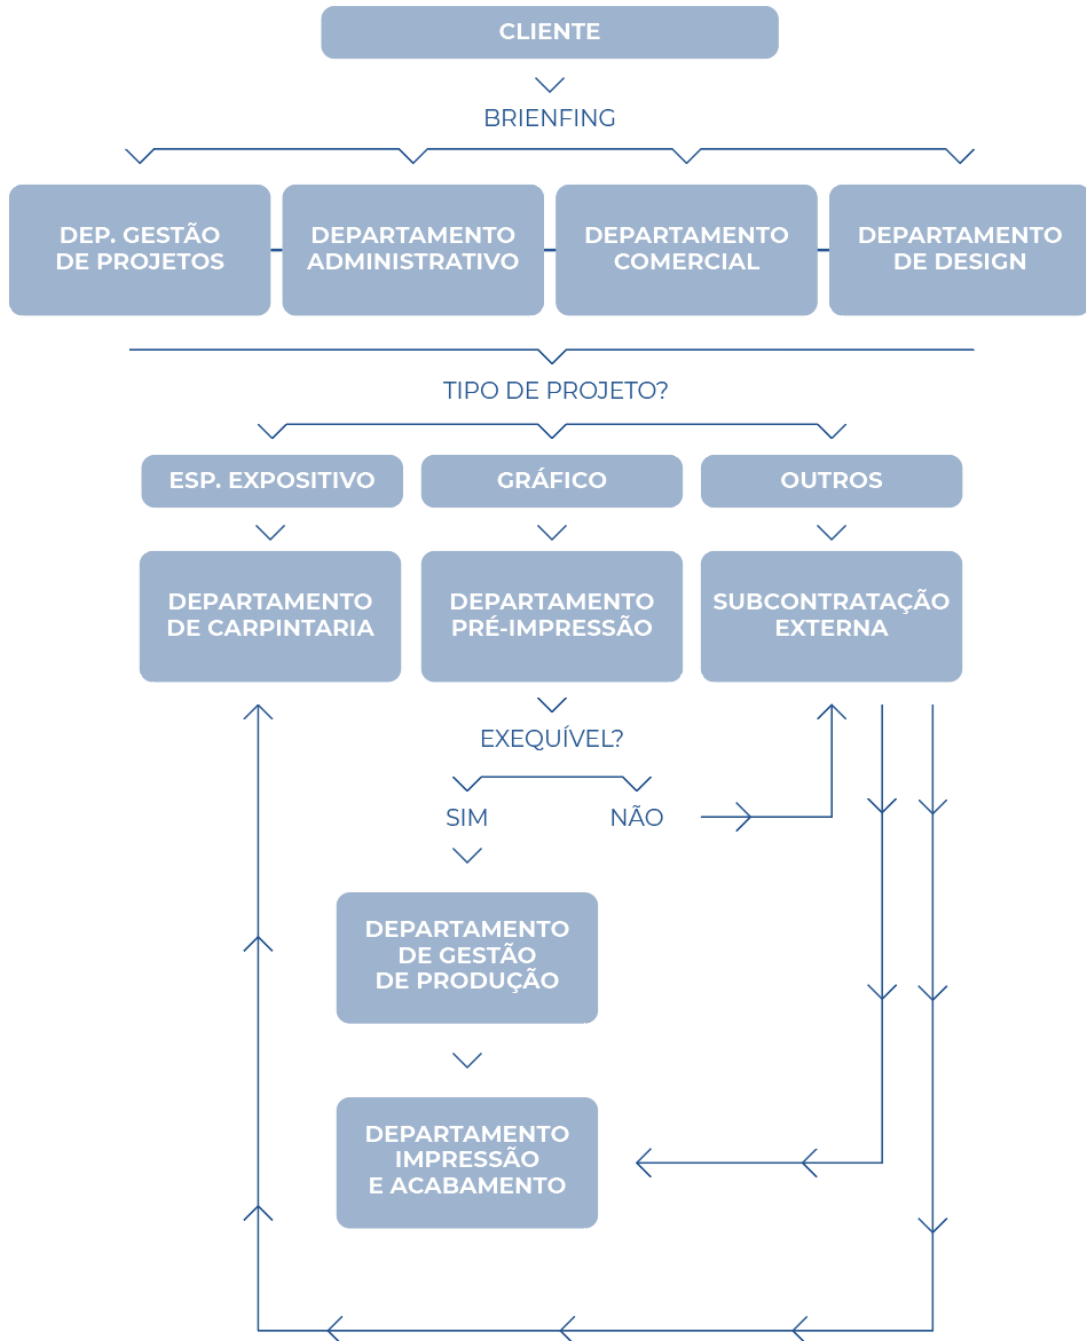 CLIENTE
BRIENFING
DEP. GESTÃO
DE PROJETOS
DEPARTAMENTO
ADMINISTRATIVO
DEPARTAMENTO
COMERCIAL
DEPARTAMENTO
DE DESIGN
TIPO DE PROJETO?
ESP. EXPOSITIVO
GRÁFICO
OUTROS
DEPARTAMENTO
DE CARPINTARIA
DEPARTAMENTO
PRÉ-IMPRESSÃO
SUBCONTRATAÇÃO
EXTERNA
EXEQUÍVEL?
SIM
NÃO
DEPARTAMENTO
DE GESTÃO
DE PRODUÇÃO
DEPARTAMENTO
IMPRESSÃO
E ACABAMENTO